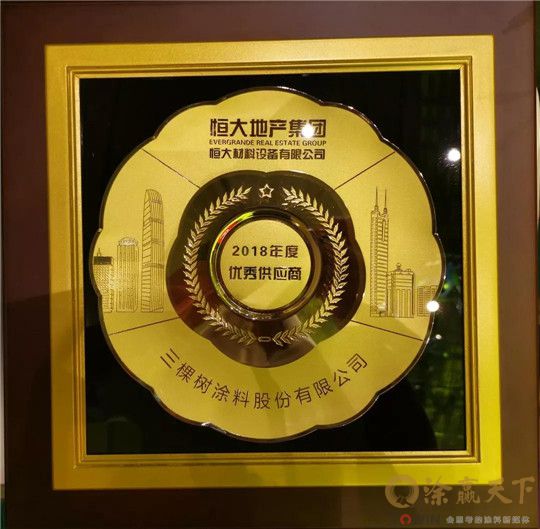 恒大地产集团
EVERGRANDE REAL ESTATE GROUP
恒大材料设备有限公司
2018年度
优秀供应商
三棵树涂料股份有限公司
涂赢天下